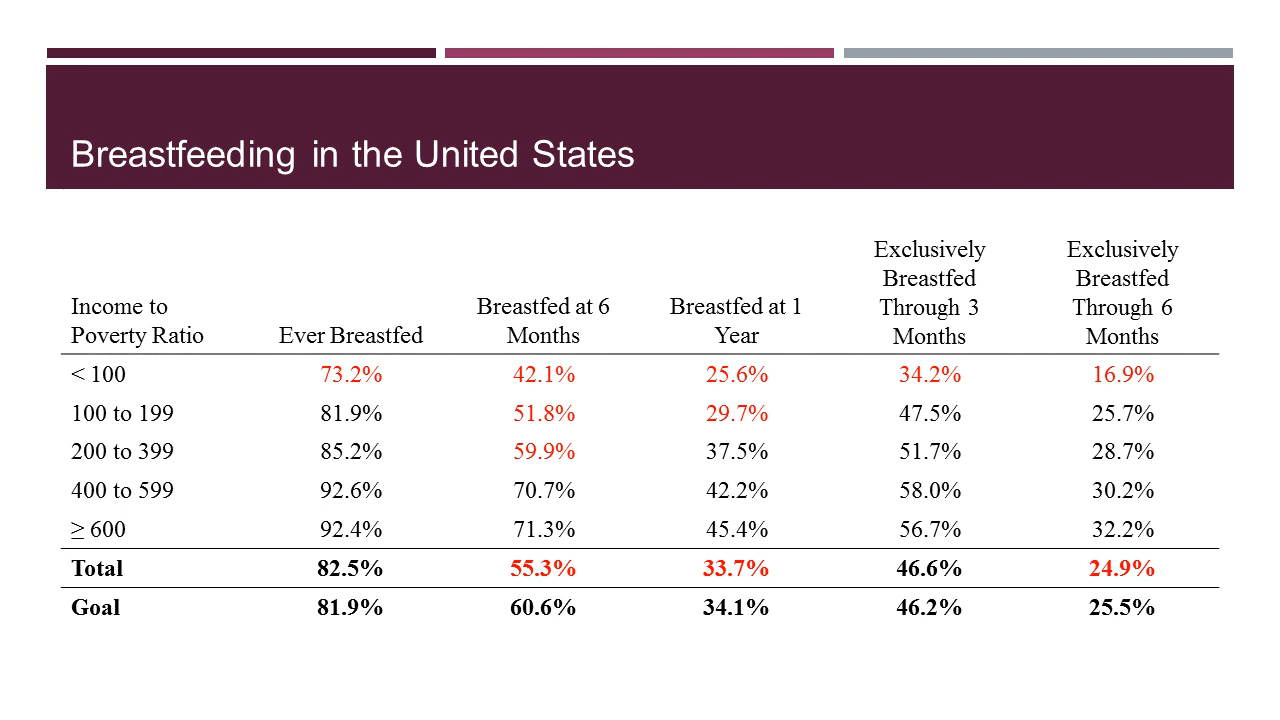 Breastfeeding in the United States
Income to
Poverty Ratio
Ever Breastfed
Breastfed at 6
Months
Breastfed at 1
Year
Exclusively
Breastfed
Through 3
Months
Exclusively
Breastfed
Through 6
Months
< 100 73.2% 42.1% 25.6% 34.2% 16.9%
100 to 199 81.9% 51.8% 29.7% 47.5% 25.7%
200 to 399 85.2% 59.9% 37.5% 51.7% 28.7%
400 to 599 92.6% 70.7% 42.2% 58.0% 30.2%
≥ 600 92.4% 71.3% 45.4% 56.7% 32.2%
Total 82.5% 55.3% 33.7% 46.6% 24.9%
Goal 81.9% 60.6% 34.1% 46.2% 25.5%